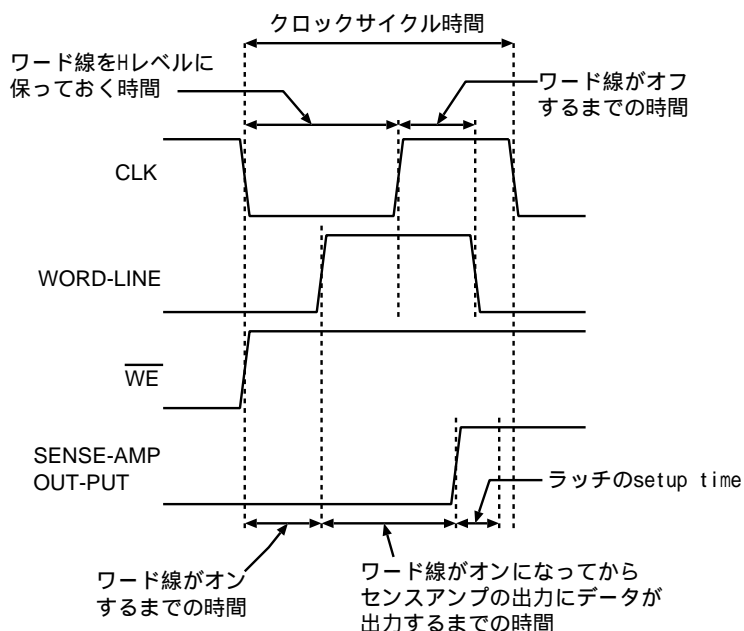 クロックサイクル時間
ワード線をHレベルに
保っておく時間
ワード線がオフ
するまでの時間
CLK
WORD-LINE
WE
SENSE-AMP
OUT-PUT
ラッチのsetup time
ワード線がオン
するまでの時間
ワード線がオンになってから
センスアンプの出力にデータが
出力するまでの時間